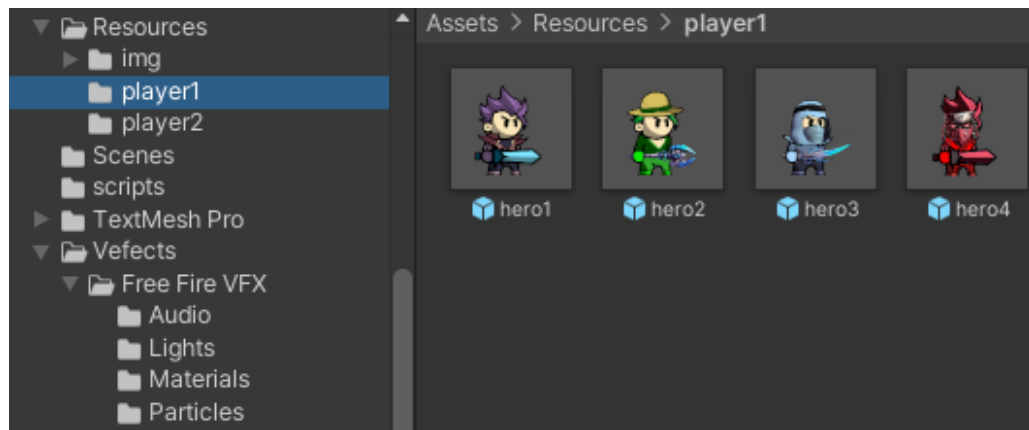 Resources
img
player1
player2
Scenes
scripts
TextMesh Pro
Vefects
Free Fire VFX
Audio
Lights
Materials
Particles
Assets > Resources > player1
hero1 hero2 hero3 hero4